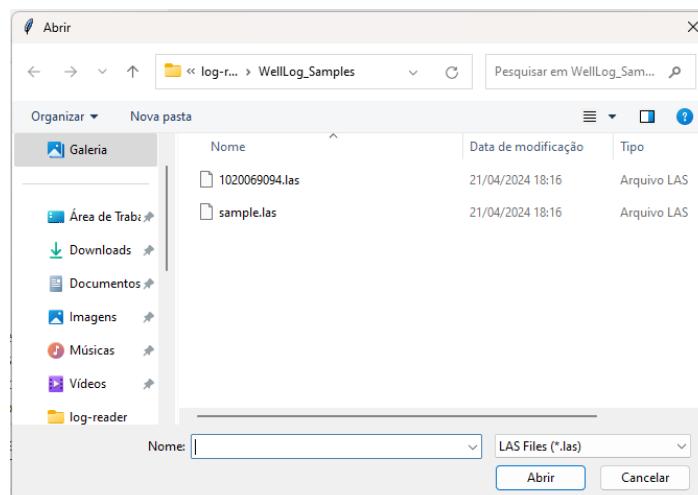 Abrir
« log-r... › WellLog_Samples
Pesquisar em WellLog_Sam...
Organizar
Nova pasta
?
Galeria
Nome
Data de modificação
Tipo
1020069094.las
21/04/2024 18:16
Arquivo LAS
sample.las
21/04/2024 18:16
Arquivo LAS
Área de Traba
Downloads
Documentos
Imagens
Músicas
Vídeos
log-reader
Nome:
LAS Files (*.las)
Abrir
Cancelar